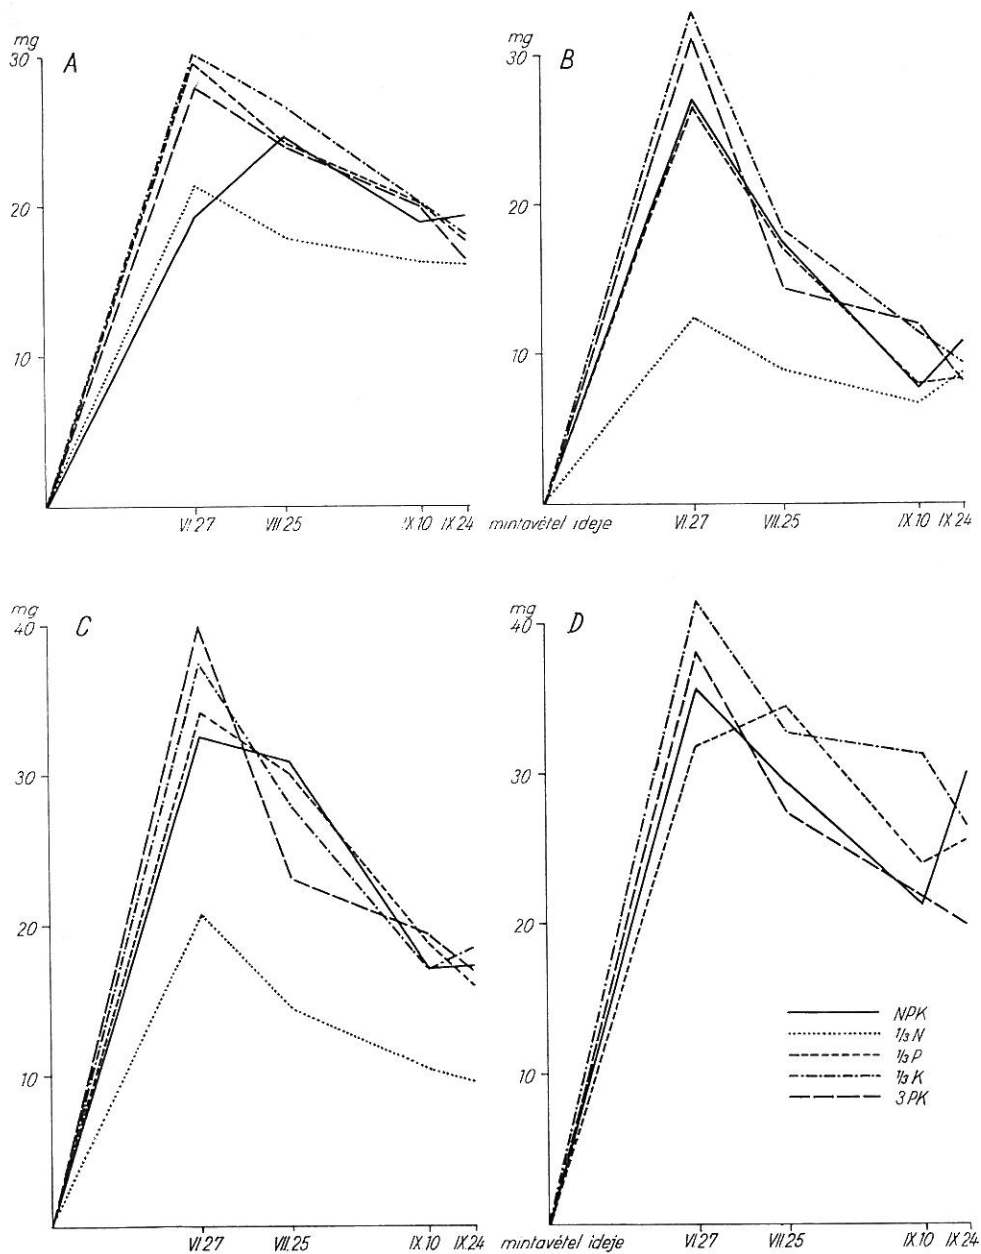 mg
30
A
20
10
VI.27 VII.25 IX.10 IX.24
mg
30
B
20
10
mintavétel ideje VI.27 VII.25 IX.10 IX.24
mg
40
C
30
20
10
VI.27 VII.25 IX.10 IX.24
mg
40
D
30
20
10
NPK
1/3 N
1/3 P
1/3 K
3 PK
mintavétel ideje VI.27 VII.25 IX.10 IX.24